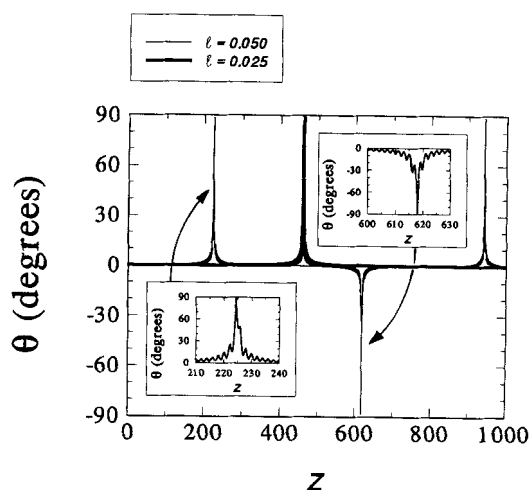 ℓ = 0.050
ℓ = 0.025
90
60
30
0
-30
-60
-90
θ (degrees)
0
-30
-60
-90
θ (degrees)
600 610 620 630
z
90
60
30
0
θ (degrees)
210 220 230 240
z
0 200 400 600 800 1000
z